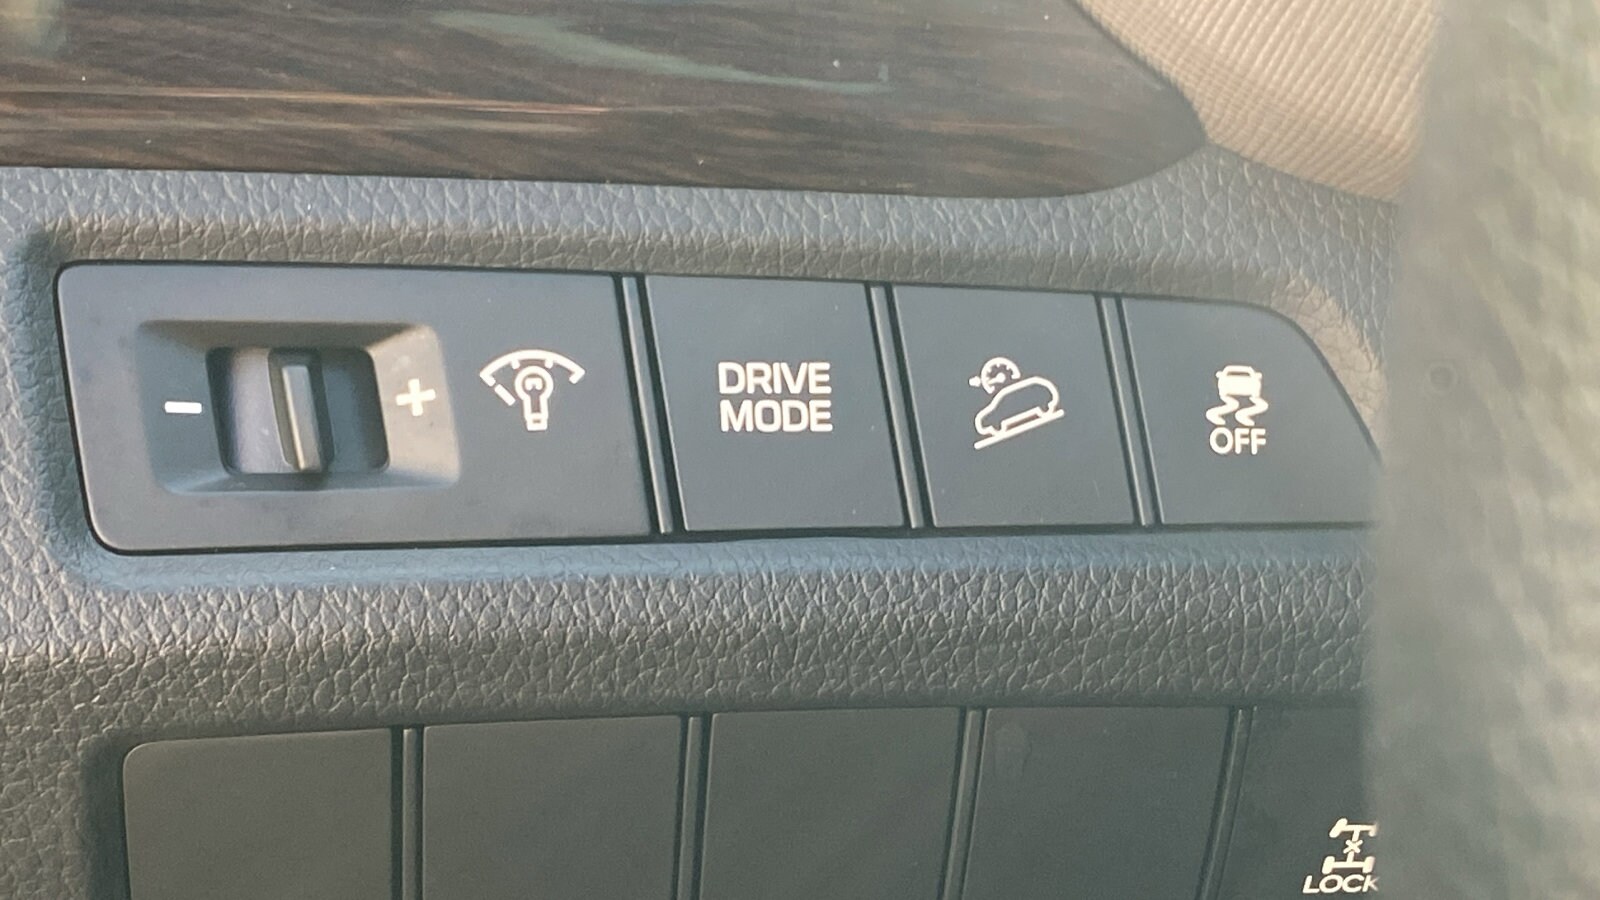 - +
DRIVE
MODE
OFF
LOCK